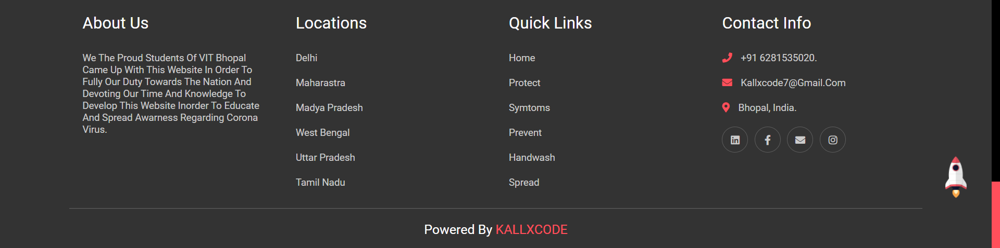 About Us
We The Proud Students Of VIT Bhopal
Came Up With This Website In Order To
Fully Our Duty Towards The Nation And
Devoting Our Time And Knowledge To
Develop This Website Inorder To Educate
And Spread Awarness Regarding Corona
Virus.
Locations
Delhi
Maharastra
Madya Pradesh
West Bengal
Uttar Pradesh
Tamil Nadu
Quick Links
Home
Protect
Symtoms
Prevent
Handwash
Spread
Contact Info
+91 6281535020.
Kallxcode7@Gmail.Com
Bhopal, India.
Powered By KALLXCODE